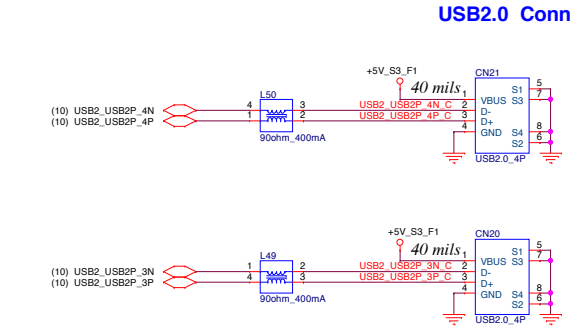 USB2.0 Conn
+5V_S3_F1
CN21
40 mils
L50
(10) USB2_USB2P_4N
4
3
USB2_USB2P_4N_C
(10) USB2_USB2P_4P
1
2
USB2_USB2P_4P_C
90ohm_400mA
1
2
3
4
VBUS
D-
D+
GND
S1
S3
S4
S2
5
7
8
6
USB2.0_4P
+5V_S3_F1
CN20
40 mils
L49
(10) USB2_USB2P_3N
1
2
USB2_USB2P_3N_C
(10) USB2_USB2P_3P
4
3
USB2_USB2P_3P_C
90ohm_400mA
1
2
3
4
VBUS
D-
D+
GND
S1
S3
S4
S2
5
7
8
6
USB2.0_4P